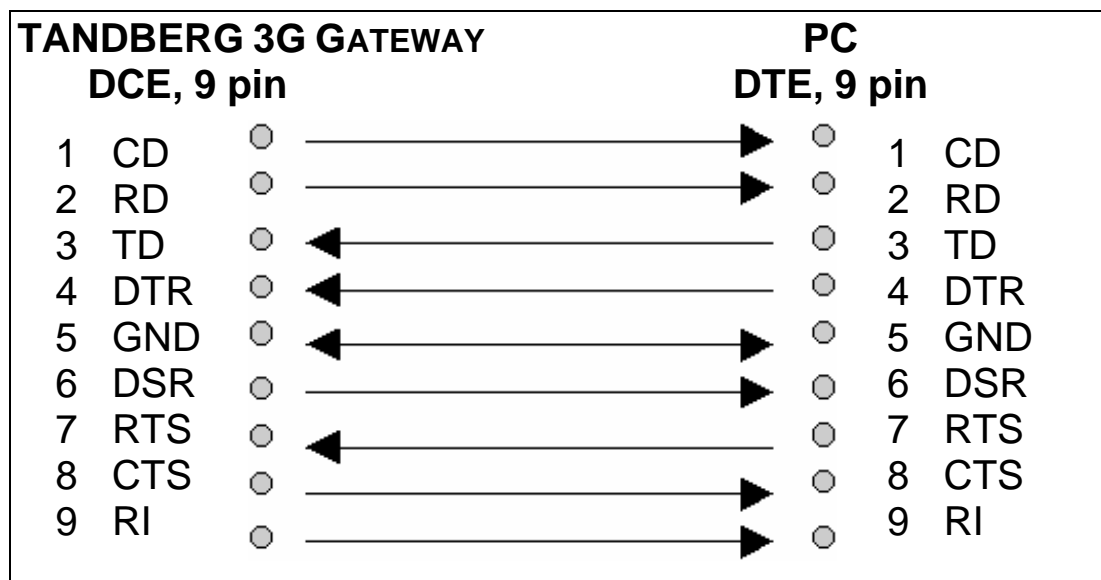 TANDBERG 3G GATEWAY PC
DCE, 9 pin DTE, 9 pin
1 CD 1 CD
2 RD 2 RD
3 TD 3 TD
4 DTR 4 DTR
5 GND 5 GND
6 DSR 6 DSR
7 RTS 7 RTS
8 CTS 8 CTS
9 RI 9 RI